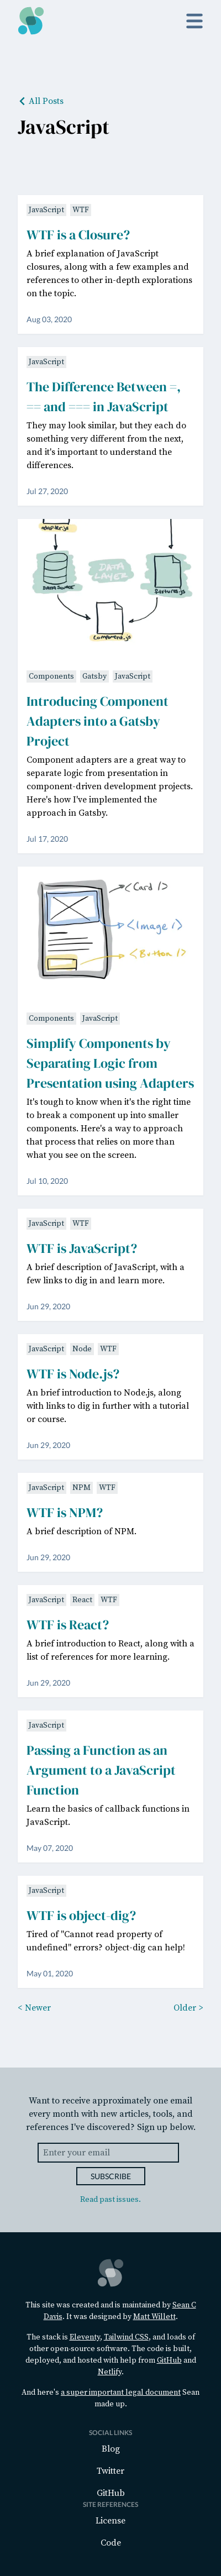 All Posts
JavaScript
JavaScript WTF
WTF is a Closure?
A brief explanation of JavaScript
closures, along with a few examples and
references to other in-depth explorations
on the topic.
Aug 03, 2020
JavaScript
The Difference Between =,
== and === in JavaScript
They may look similar, but they each do
something very different from the next,
and it's important to understand the
differences.
Jul 27, 2020
adapter.js
DATA LAYER
Components Gatsby JavaScript
Introducing Component
Adapters into a Gatsby
Project
Component adapters are a great way to
separate logic from presentation in
component-driven development projects.
Here's how I've implemented the
approach in Gatsby.
Jul 17, 2020
<Card />
<Image />
<Button />
Components JavaScript
Simplify Components by
Separating Logic from
Presentation using Adapters
It's tough to know when it's the right time
to break a component up into smaller
components. Here's a way to approach
that process that relies on more than
what you see on the screen.
Jul 10, 2020
JavaScript WTF
WTF is JavaScript?
A brief description of JavaScript, with a
few links to dig in and learn more.
Jun 29, 2020
JavaScript Node WTF
WTF is Node.js?
An brief introduction to Node.js, along
with links to dig in further with a tutorial
or course.
Jun 29, 2020
JavaScript NPM WTF
WTF is NPM?
A brief description of NPM.
Jun 29, 2020
JavaScript React WTF
WTF is React?
A brief introduction to React, along with a
list of references for more learning.
Jun 29, 2020
JavaScript
Passing a Function as an
Argument to a JavaScript
Function
Learn the basics of callback functions in
JavaScript.
May 07, 2020
JavaScript
WTF is object-dig?
Tired of "Cannot read property of
undefined" errors? object-dig can help!
May 01, 2020
< Newer Older >
Want to receive approximately one email
every month with new articles, tools, and
references I've discovered? Sign up below.
Enter your email
SUBSCRIBE
Read past issues.
This site was created and is maintained by Sean C
Davis. It was designed by Matt Willett.
The stack is Eleventy, Tailwind CSS, and loads of
other open-source software. The code is built,
deployed, and hosted with help from GitHub and
Netlify.
And here's a super important legal document Sean
made up.
SOCIAL LINKS
Blog
Twitter
GitHub
SITE REFERENCES
License
Code